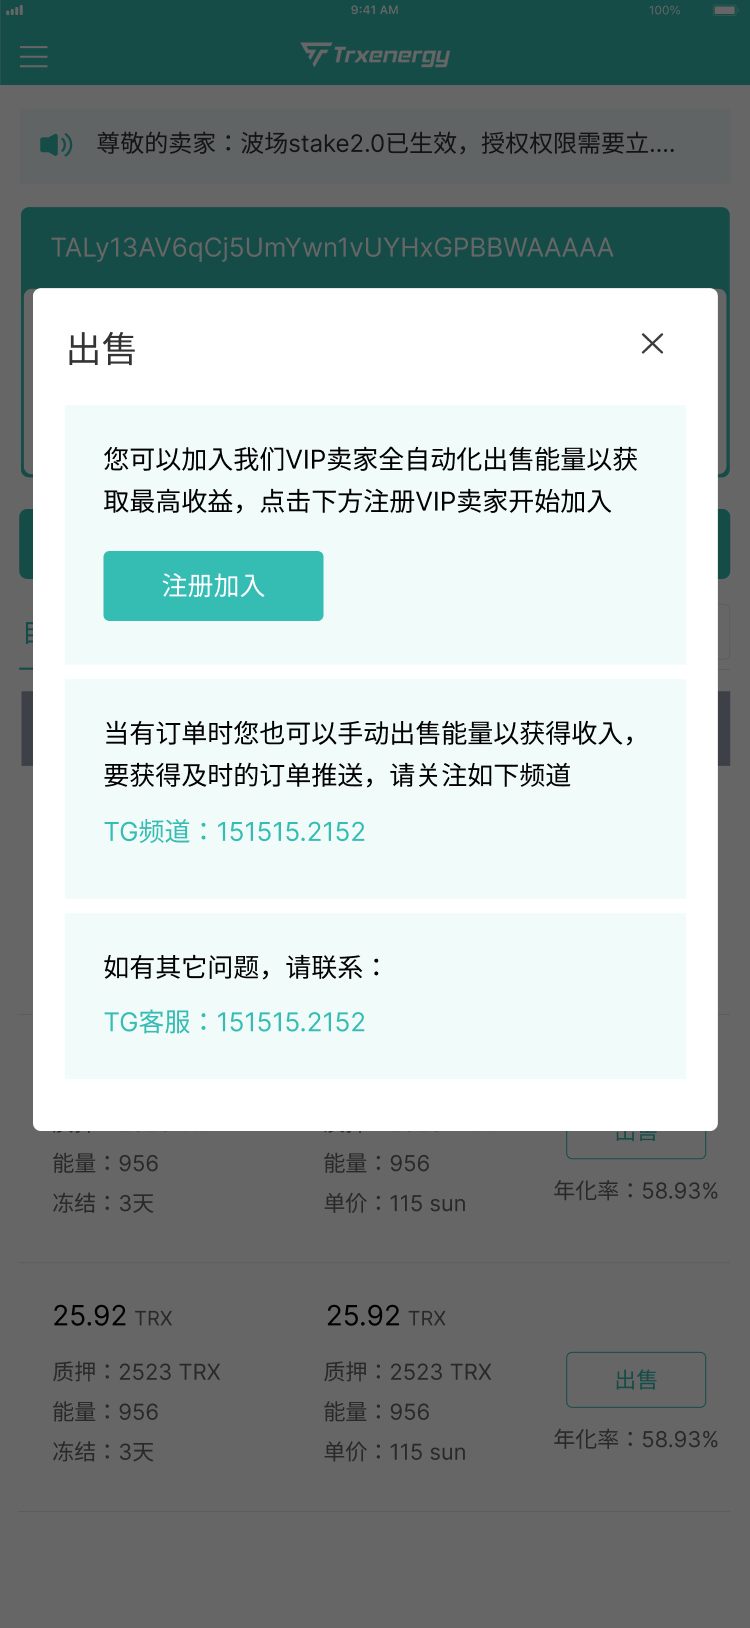 9:41 AM
100%
Trxenergy
尊敬的卖家：波场stake2.0已生效，授权权限需要立....
TALy13AV6qCj5UmYwn1vUYHxGPBBWAAAAA
出售
您可以加入我们VIP卖家全自动化出售能量以获
取最高收益，点击下方注册VIP卖家开始加入
注册加入
当有订单时您也可以手动出售能量以获得收入，
要获得及时的订单推送，请关注如下频道
TG频道：151515.2152
如有其它问题，请联系：
TG客服：151515.2152
出售
能量：956
能量：956
年化率：58.93%
冻结：3天
单价：115 sun
25.92 TRX
25.92 TRX
质押：2523 TRX
质押：2523 TRX
出售
能量：956
能量：956
年化率：58.93%
冻结：3天
单价：115 sun